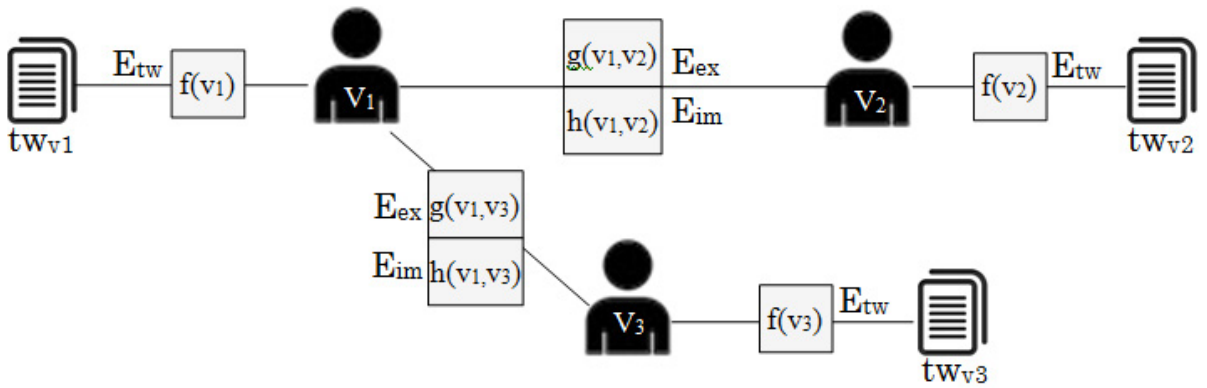 E_tw f(v₁) V₁ g(v₁,v₂) E_ex V₂ f(v₂) E_tw
h(v₁,v₂) E_im
tw_v1 tw_v2
E_ex g(v₁,v₃)
E_im h(v₁,v₃)
V₃ f(v₃) E_tw
tw_v3